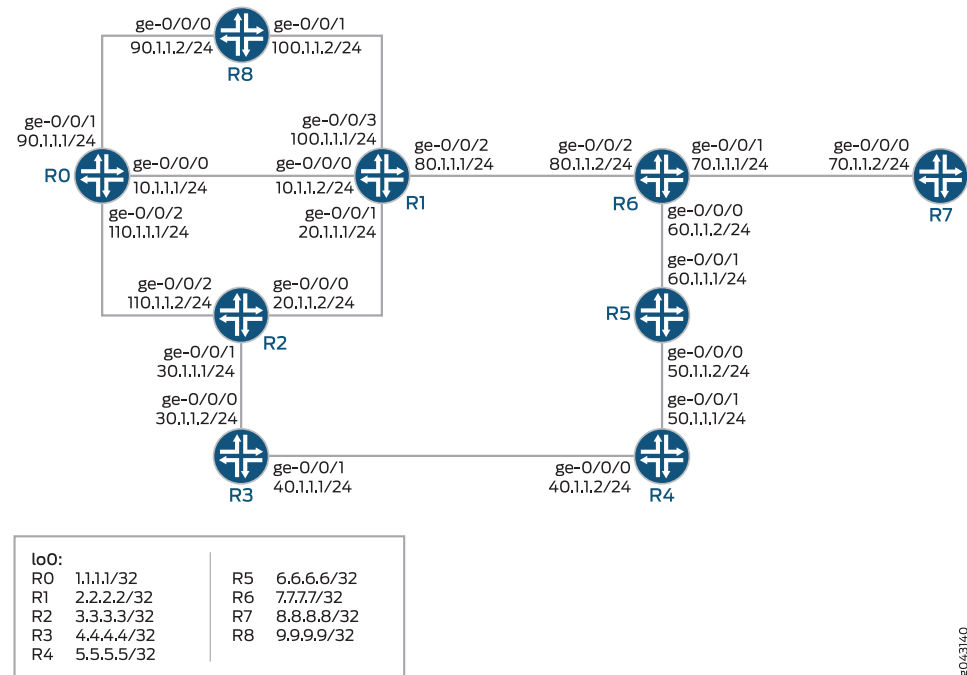 ge-0/0/0
90.1.1.2/24
ge-0/0/1
100.1.1.2/24
R8
ge-0/0/1
90.1.1.1/24
R0
ge-0/0/0
10.1.1.1/24
ge-0/0/2
110.1.1.1/24
ge-0/0/3
100.1.1.1/24
ge-0/0/0
10.1.1.2/24
ge-0/0/1
20.1.1.1/24
R1
ge-0/0/2
80.1.1.1/24
ge-0/0/2
80.1.1.2/24
R6
ge-0/0/1
70.1.1.1/24
ge-0/0/0
60.1.1.2/24
ge-0/0/0
70.1.1.2/24
R7
ge-0/0/2
110.1.1.2/24
ge-0/0/0
20.1.1.2/24
R2
ge-0/0/1
30.1.1.1/24
ge-0/0/1
60.1.1.1/24
R5
ge-0/0/0
50.1.1.2/24
ge-0/0/0
30.1.1.2/24
R3
ge-0/0/1
40.1.1.1/24
ge-0/0/0
40.1.1.2/24
ge-0/0/1
50.1.1.1/24
R4
lo0:
R0 1.1.1.1/32
R1 2.2.2.2/32
R2 3.3.3.3/32
R3 4.4.4.4/32
R4 5.5.5.5/32
R5 6.6.6.6/32
R6 7.7.7.7/32
R7 8.8.8.8/32
R8 9.9.9.9/32
g043140